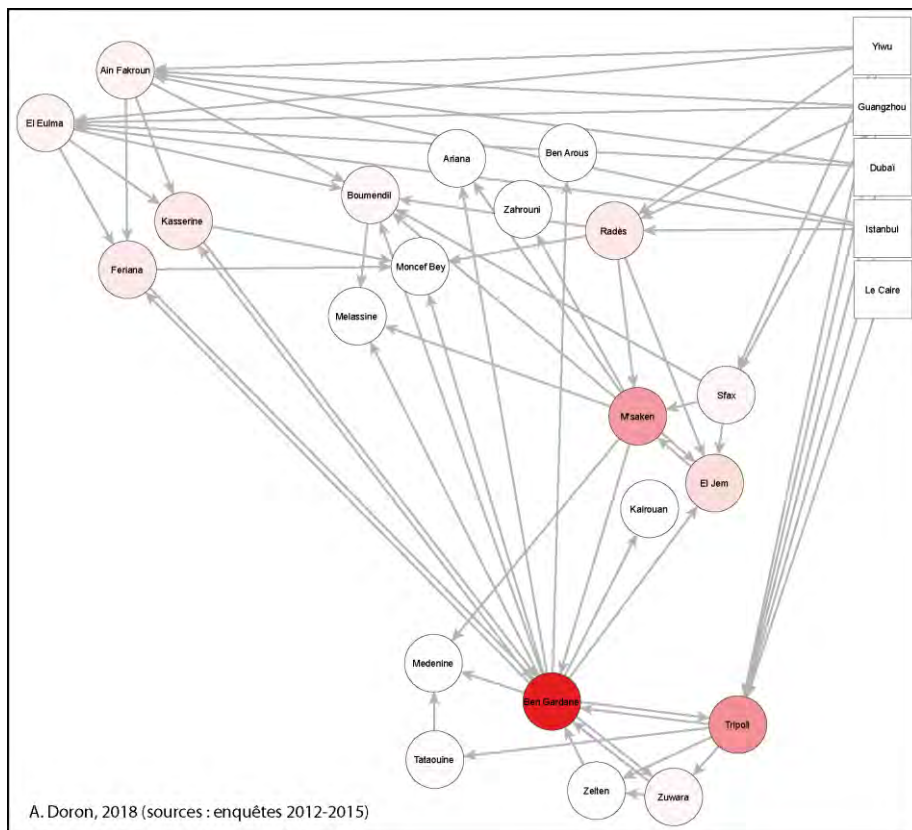 Yiwu
Ain Fakroun
Guangzhou
El Eulma
Ariana
Ben Arous
Dubaï
Boumendil
Zahrouni
Kasserine
Radès
Istanbul
Feriana
Moncef Bey
Le Caire
Melassine
Sfax
M'saken
El Jem
Kairouan
Medenine
Ben Gardane
Tripoli
Tataouine
Zelten
Zuwara
A. Doron, 2018 (sources : enquêtes 2012-2015)